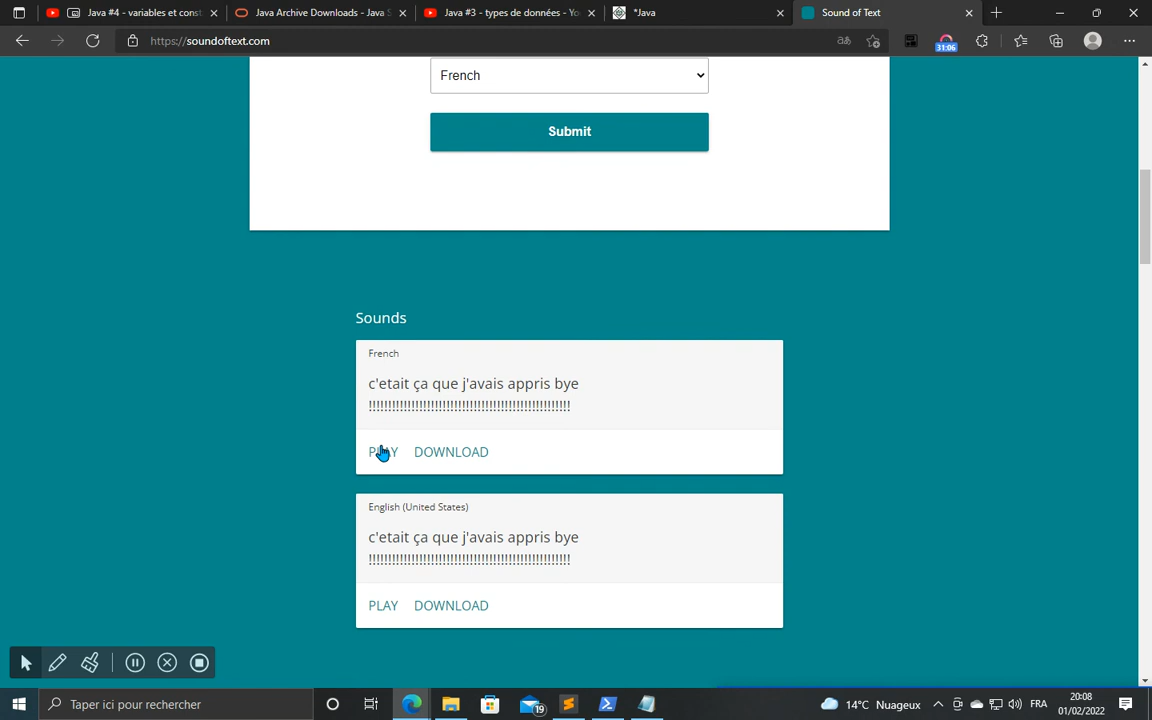 Java #4 - variables et const
Java Archive Downloads - Java S
Java #3 - types de données - Yo
*Java
Sound of Text
https://soundoftext.com
31:06
French
Submit
Sounds
French
c'etait ça que j'avais appris bye
!!!!!!!!!!!!!!!!!!!!!!!!!!!!!!!!!!!!!!!!!!!!!!!!!!!!
PLAY DOWNLOAD
English (United States)
c'etait ça que j'avais appris bye
!!!!!!!!!!!!!!!!!!!!!!!!!!!!!!!!!!!!!!!!!!!!!!!!!!!!
PLAY DOWNLOAD
Taper ici pour rechercher
19
14°C Nuageux
FRA
20:08
01/02/2022